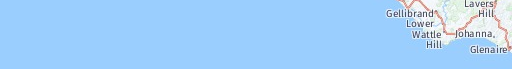 Lavers
Hill
Gellibrand
Lower
Wattle
Hill
Johanna
Glenaire